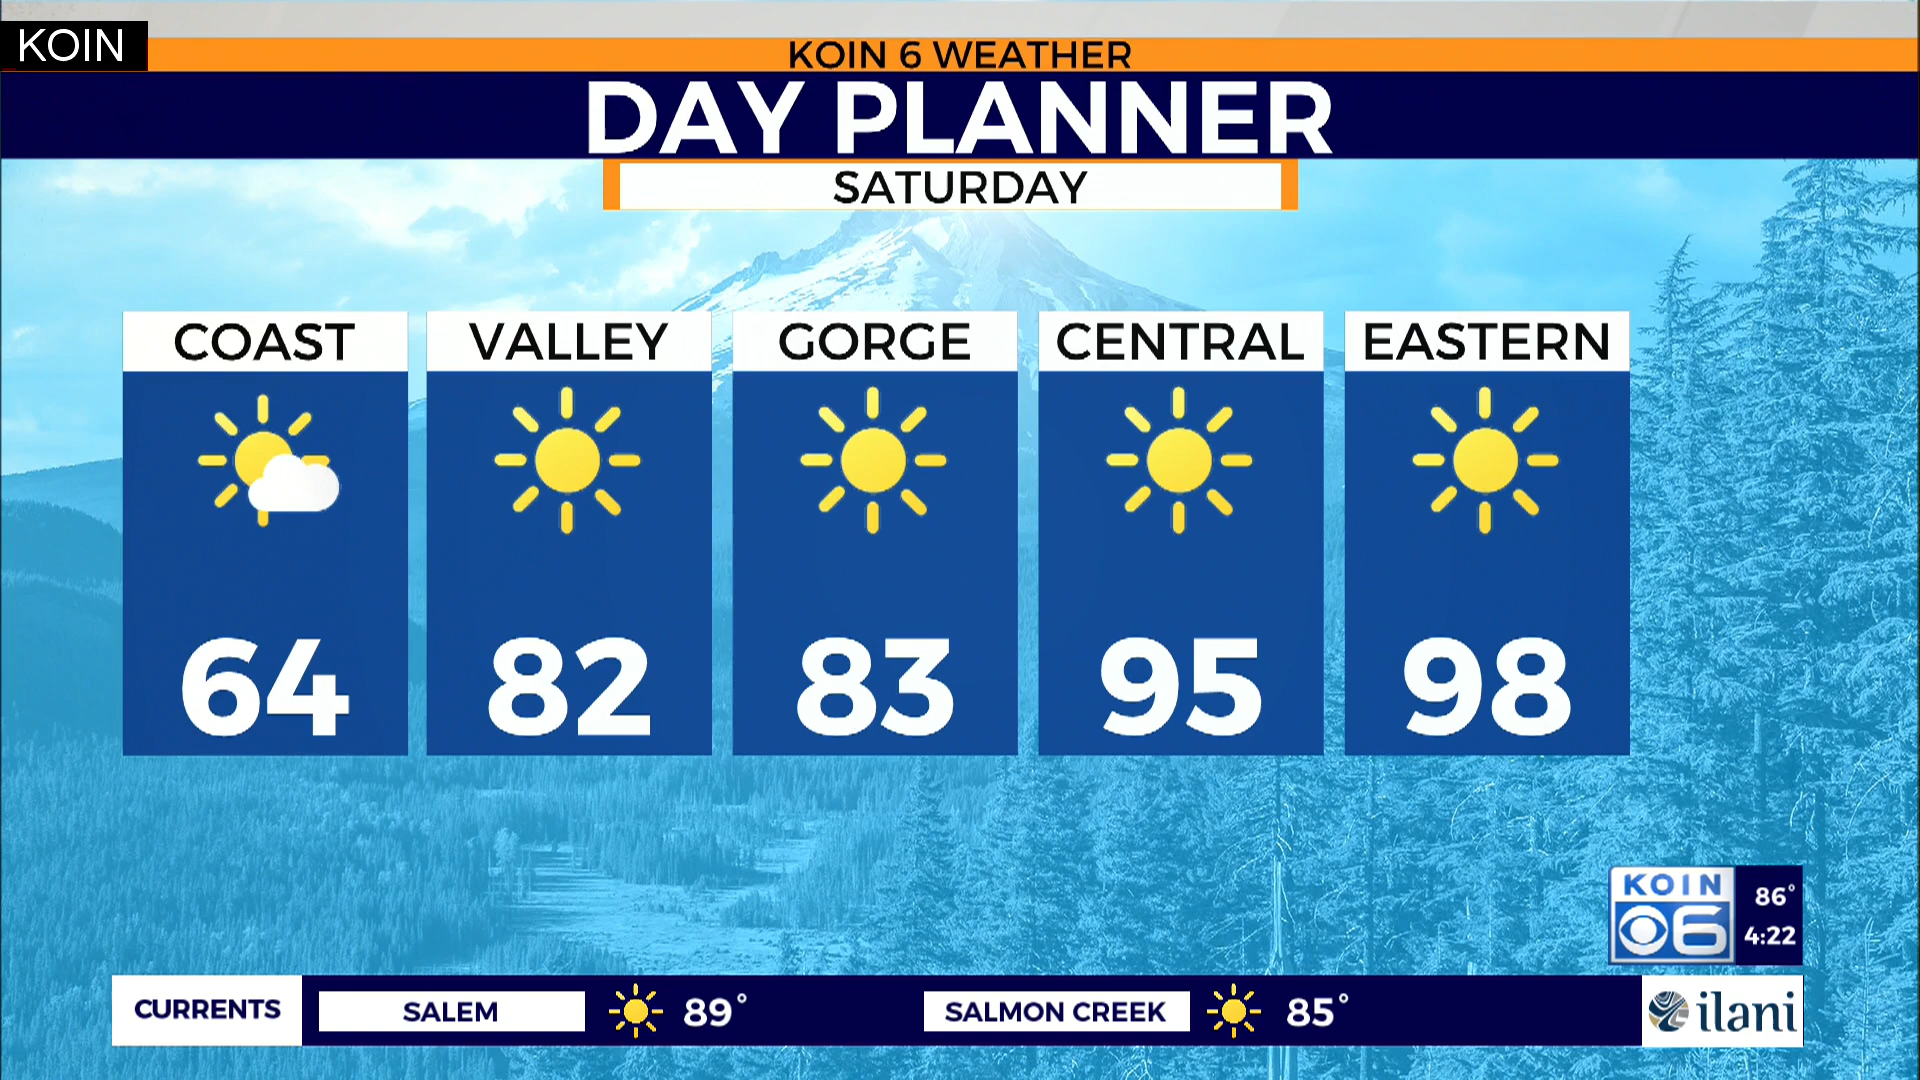 KOIN
KOIN 6 WEATHER
DAY PLANNER
SATURDAY
COAST VALLEY GORGE CENTRAL EASTERN
64 82 83 95 98
KOIN 6
86°
4:22
CURRENTS SALEM 89° SALMON CREEK 85° ilani